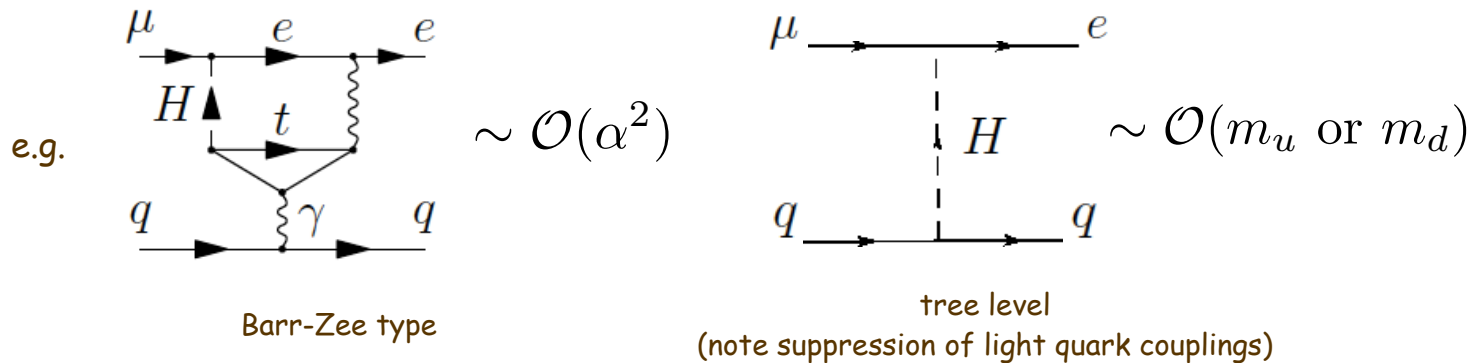 e.g.
μ e e
H t
q γ q
∼ O(α²)
Barr-Zee type
μ e
H
q q
∼ O(m_u or m_d)
tree level
(note suppression of light quark couplings)